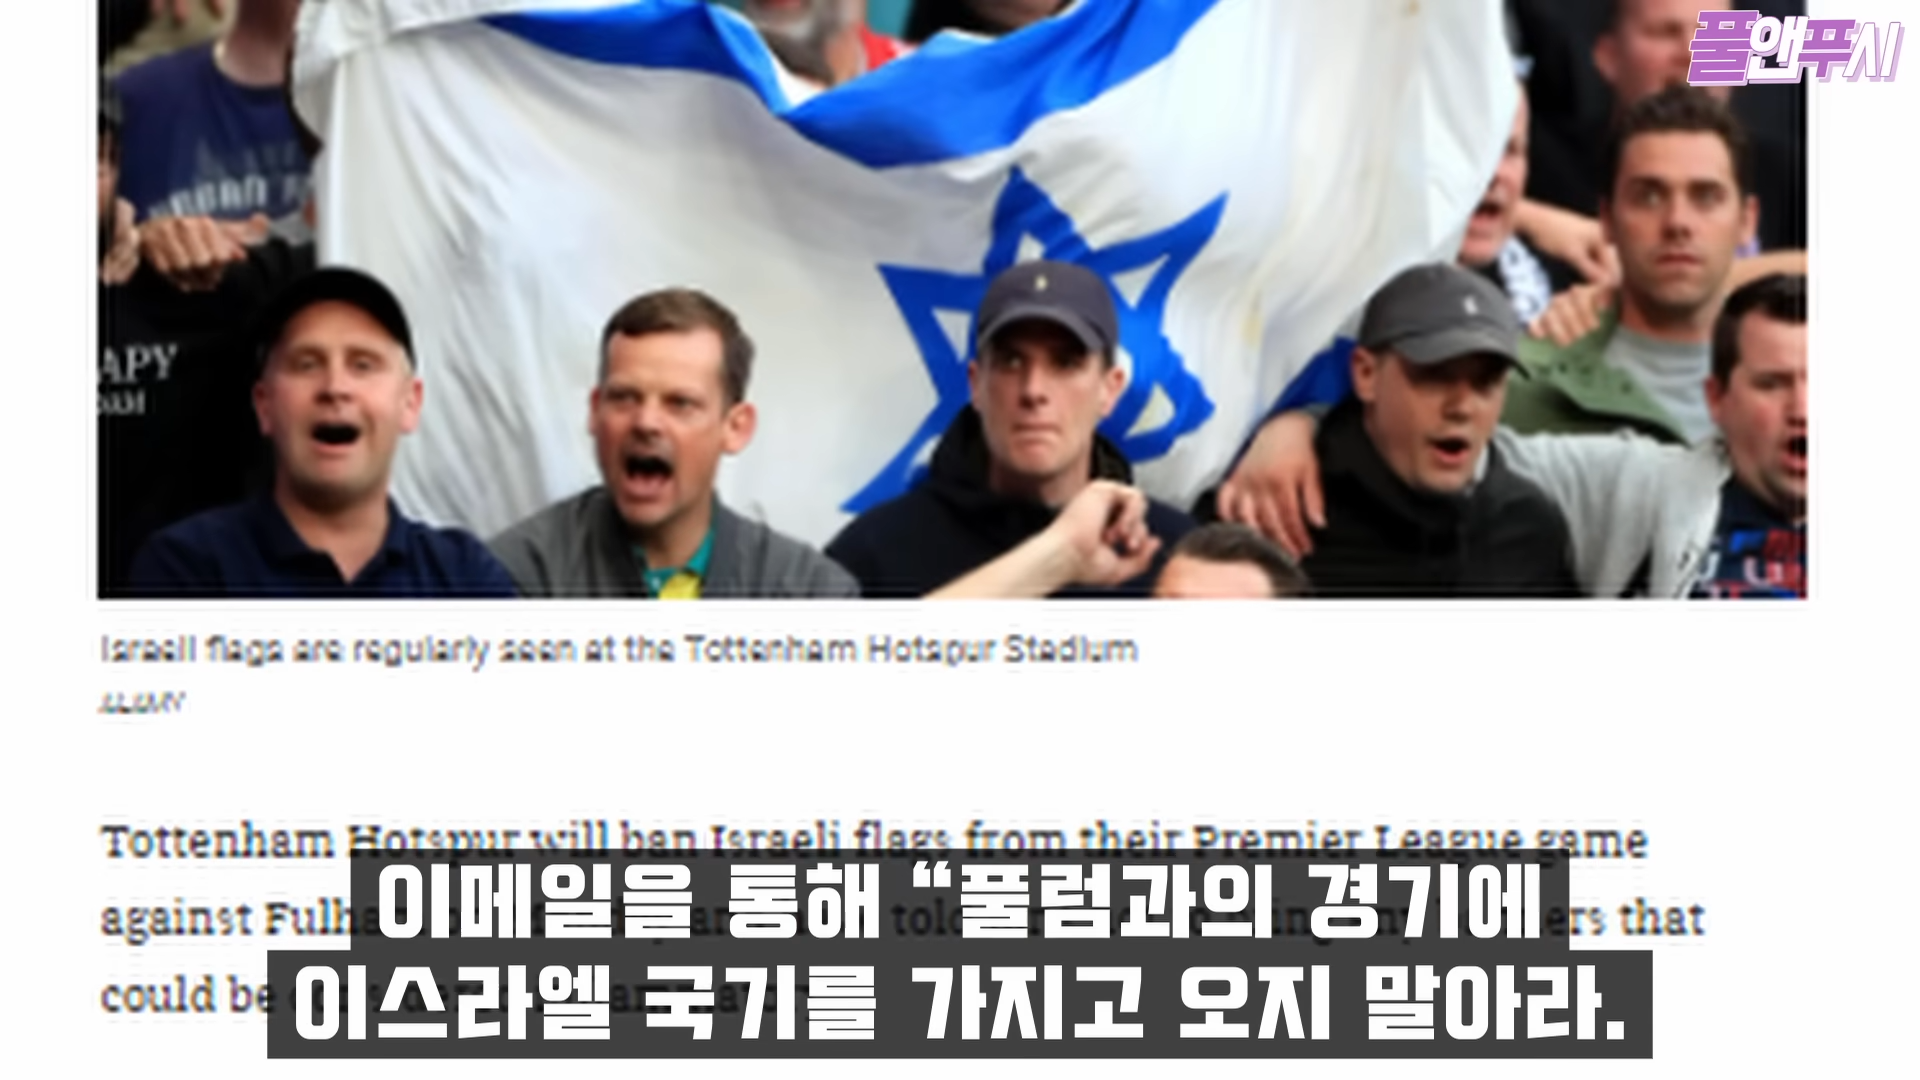 풀앤푸시
APY
Israeli flags are regularly seen at the Tottenham Hotspur Stadium
ALAMY
Tottenham Hotspur will ban Israeli flags from their Premier League game
against
told
that
could be
이메일을 통해 “풀럼과의 경기에
이스라엘 국기를 가지고 오지 말아라.